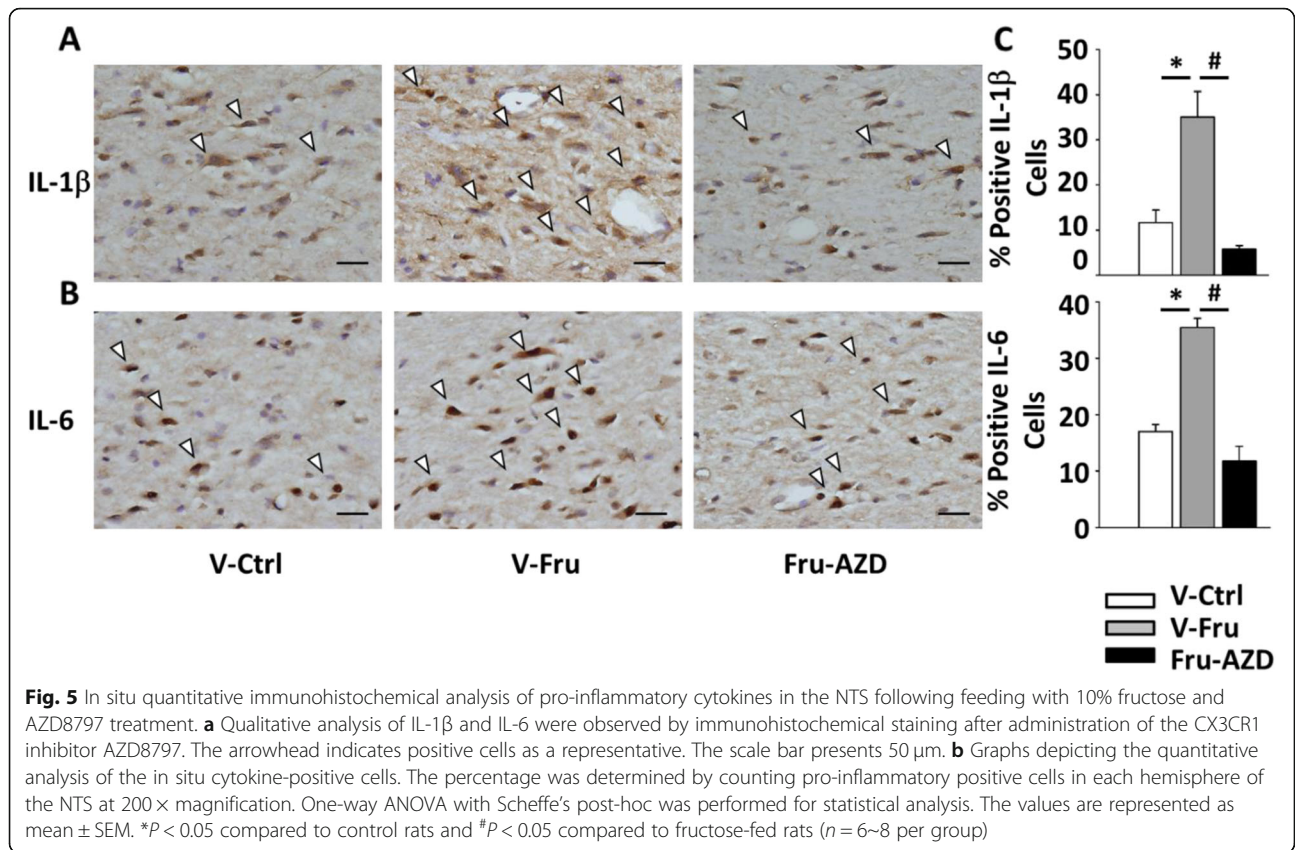 A
C
IL-1β
% Positive IL-1β
Cells
50
40
30
20
10
0
*
#
B
IL-6
% Positive IL-6
Cells
40
30
20
10
0
*
#
V-Ctrl
V-Fru
Fru-AZD
V-Ctrl
V-Fru
Fru-AZD
Fig. 5 In situ quantitative immunohistochemical analysis of pro-inflammatory cytokines in the NTS following feeding with 10% fructose and
AZD8797 treatment. a Qualitative analysis of IL-1β and IL-6 were observed by immunohistochemical staining after administration of the CX3CR1
inhibitor AZD8797. The arrowhead indicates positive cells as a representative. The scale bar presents 50 μm. b Graphs depicting the quantitative
analysis of the in situ cytokine-positive cells. The percentage was determined by counting pro-inflammatory positive cells in each hemisphere of
the NTS at 200 × magnification. One-way ANOVA with Scheffe's post-hoc was performed for statistical analysis. The values are represented as
mean ± SEM. *P < 0.05 compared to control rats and #P < 0.05 compared to fructose-fed rats (n = 6~8 per group)